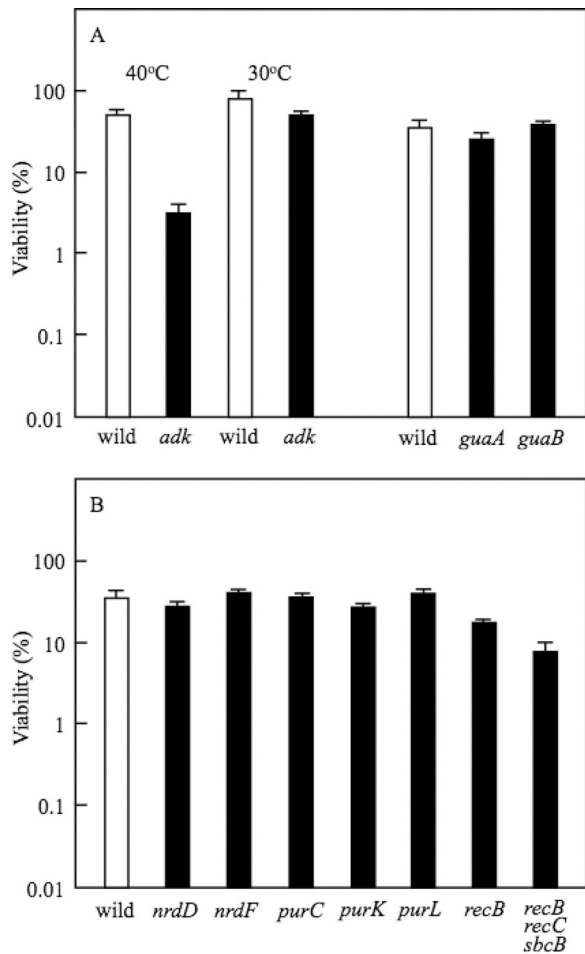 A
40°C 30°C
100
10
1
0.1
0.01
Viability (%)
wild adk wild adk wild guaA guaB
B
100
10
1
0.1
0.01
Viability (%)
wild nrdD nrdF purC purK purL recB recB
recC
sbcB